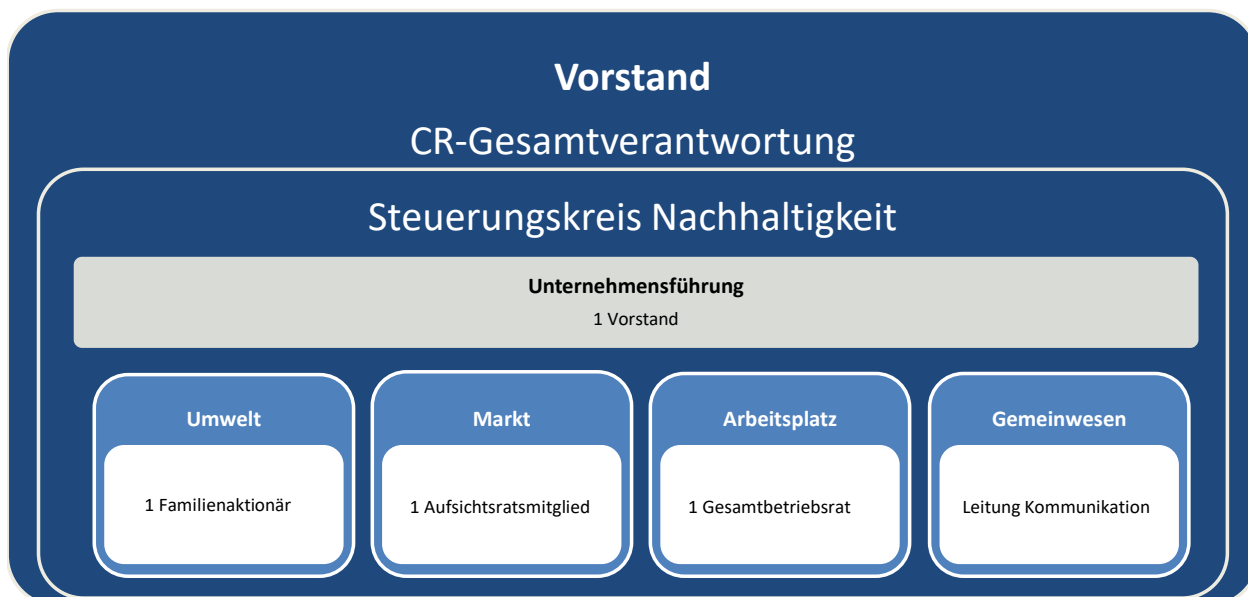 Vorstand
CR-Gesamtverantwortung
Steuerungskreis Nachhaltigkeit
Unternehmensführung
1 Vorstand
Umwelt
1 Familienaktionär
Markt
1 Aufsichtsratsmitglied
Arbeitsplatz
1 Gesamtbetriebsrat
Gemeinwesen
Leitung Kommunikation